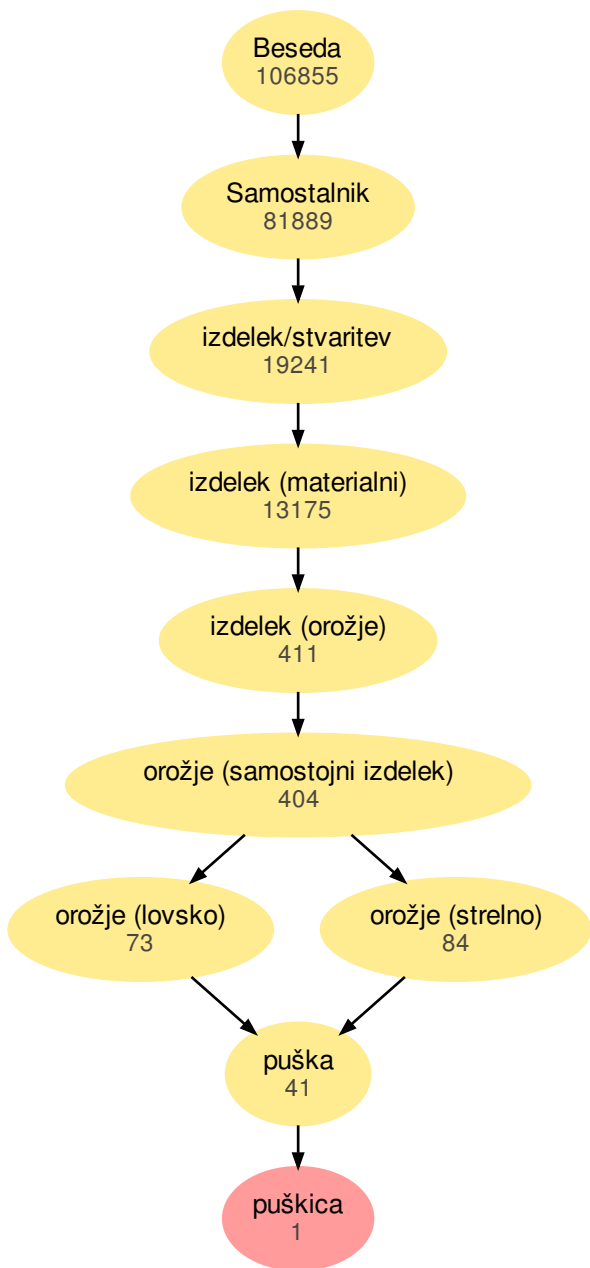 Beseda
106855
Samostalnik
81889
izdelek/stvaritev
19241
izdelek (materialni)
13175
izdelek (orožje)
411
orožje (samostojni izdelek)
404
orožje (lovsko)
73
orožje (strelno)
84
puška
41
puškica
1